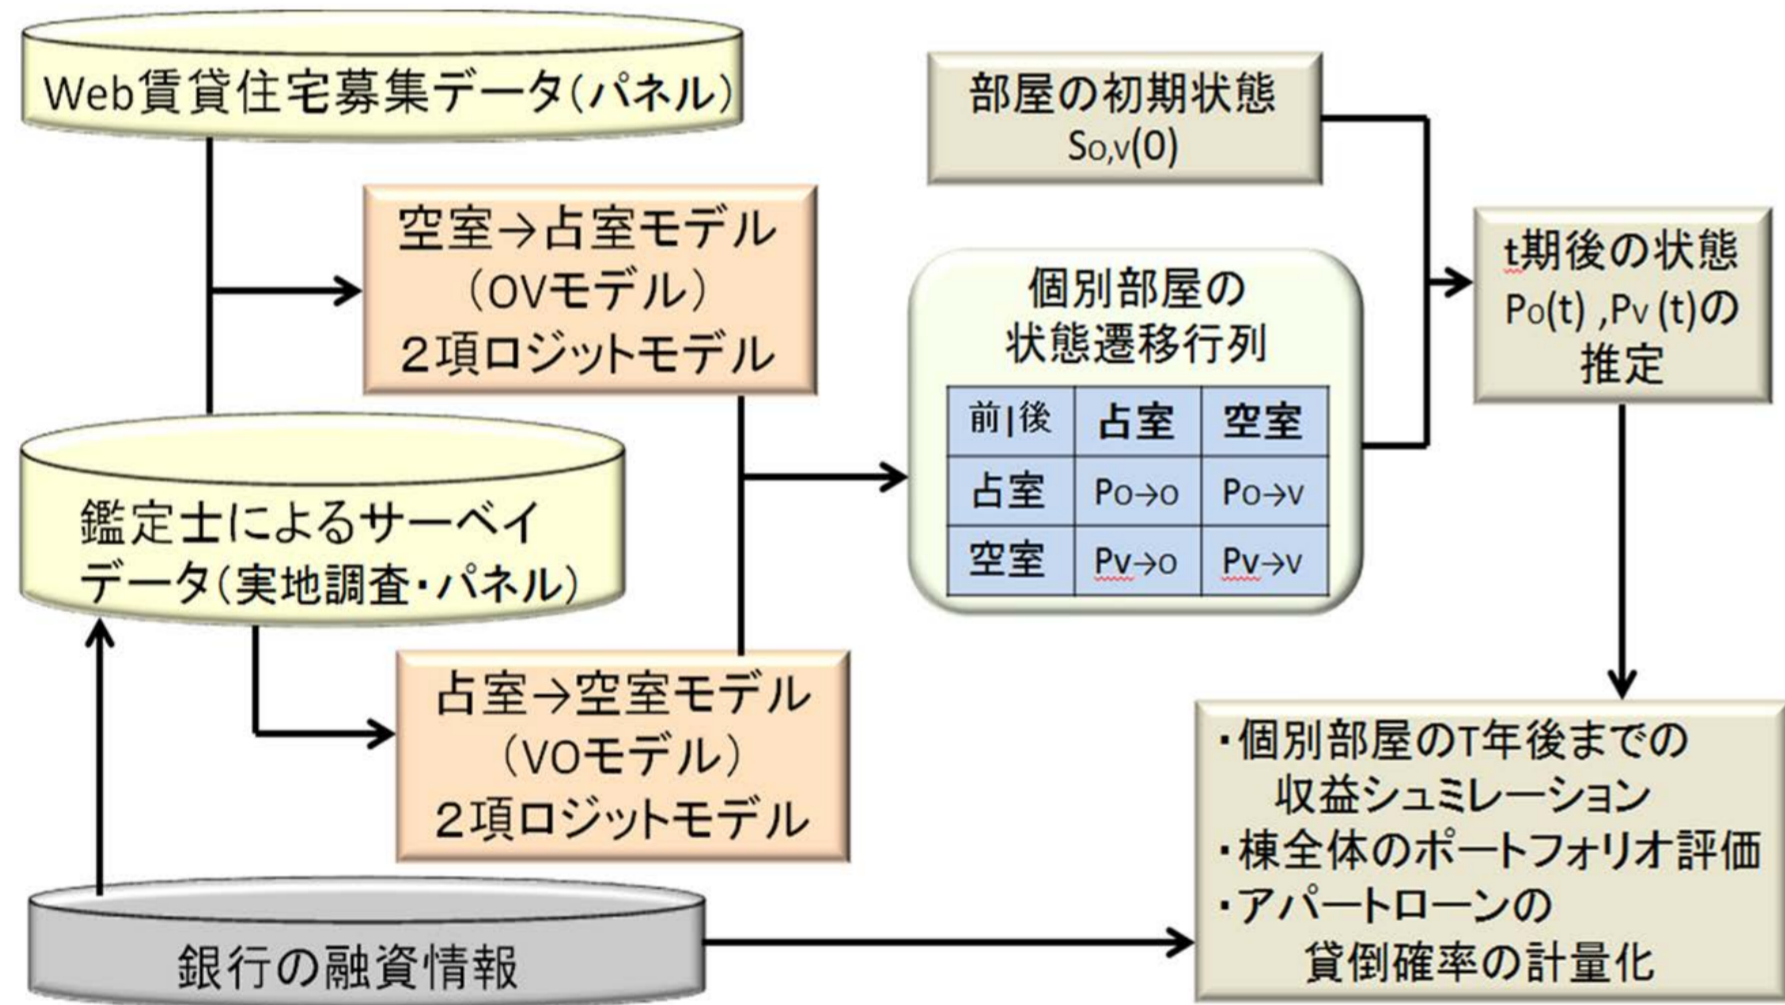 Web賃貸住宅募集データ(パネル)
空室→占室モデル
(OVモデル)
２項ロジットモデル
鑑定士によるサーベイ
データ(実地調査・パネル)
占室→空室モデル
(VOモデル)
２項ロジットモデル
銀行の融資情報
部屋の初期状態
So,v(0)
個別部屋の
状態遷移行列
前|後 占室 空室
占室 Po→o Po→v
空室 Pv→o Pv→v
t期後の状態
Po(t) ,Pv (t)の
推定
・個別部屋のT年後までの
収益シュミレーション
・棟全体のポートフォリオ評価
・アパートローンの
貸倒確率の計量化